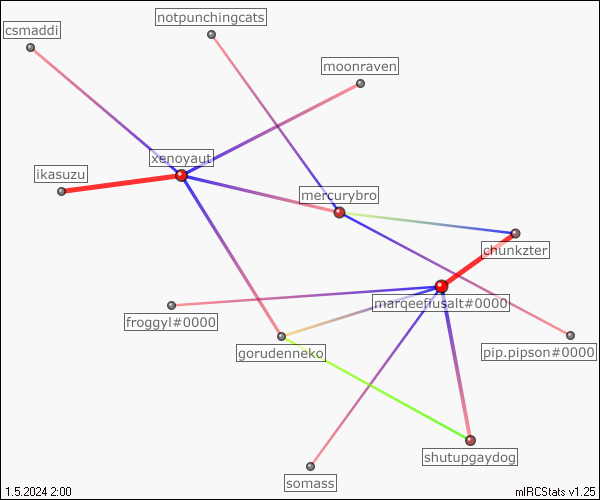 notpunchingcats
csmaddi
moonraven
xenoyaut
ikasuzu
mercurybro
chunkzter
marqeefrusalt#0000
froggyl#0000
gorudenneko
pip.pipson#0000
shutupgaydog
somass
1.5.2024 2:00
mIRCStats v1.25